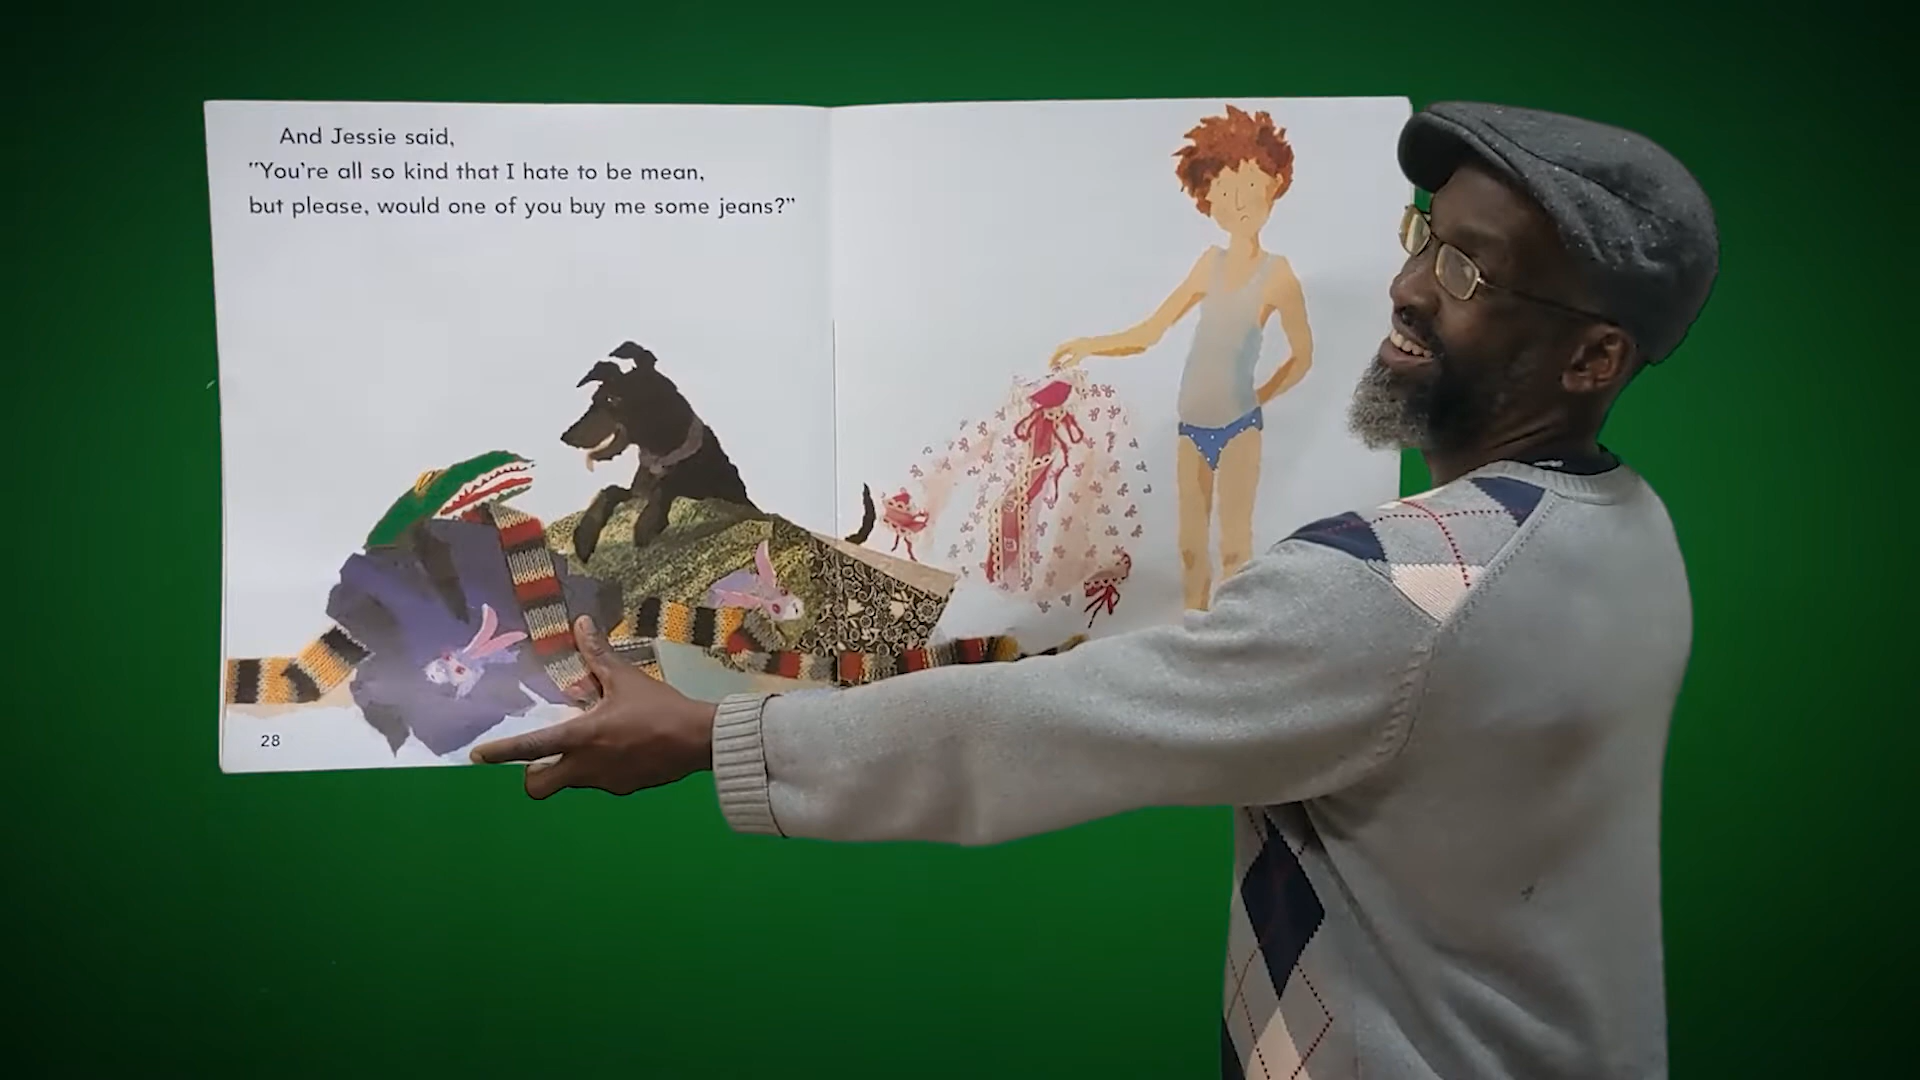 And Jessie said,
"You're all so kind that I hate to be mean,
but please, would one of you buy me some jeans?"
28